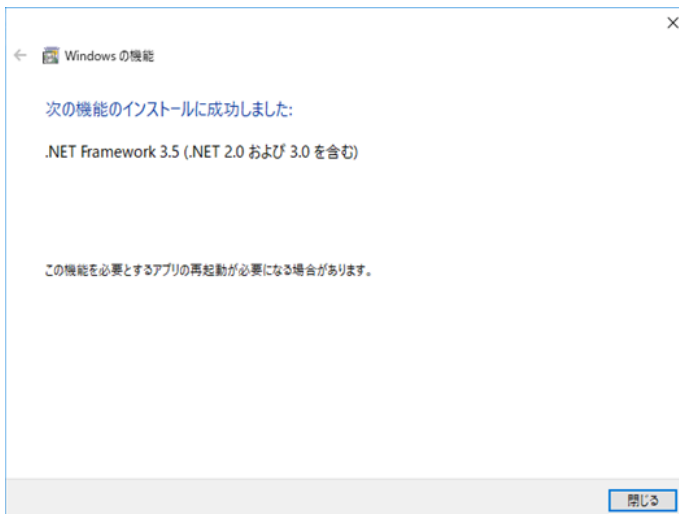 Windows の機能
次の機能のインストールに成功しました:
.NET Framework 3.5 (.NET 2.0 および 3.0 を含む)
この機能を必要とするアプリの再起動が必要になる場合があります。
閉じる